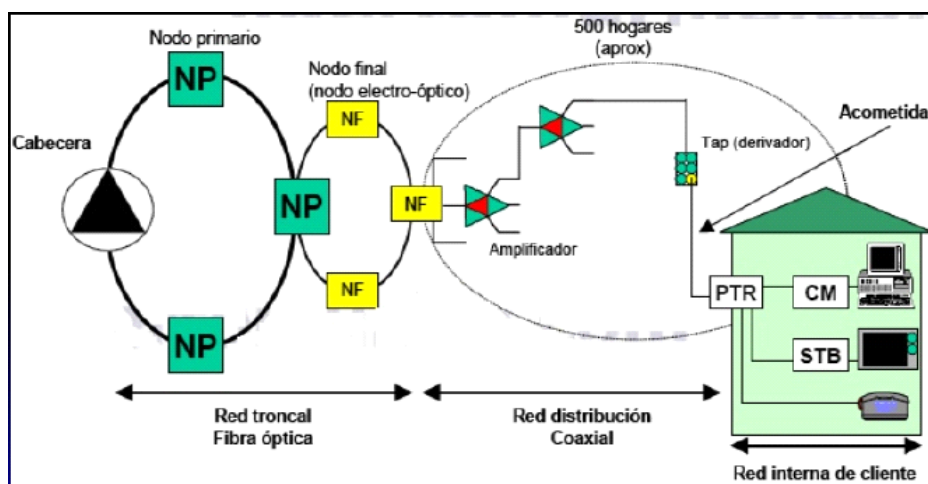 Nodo primario
NP
Cabecera
NP
NP
Nodo final
(nodo electro-óptico)
NF
NF
NF
500 hogares
(aprox)
Amplificador
Tap (derivador)
Acometida
PTR
CM
STB
Red troncal
Fibra óptica
Red distribución
Coaxial
Red interna de cliente